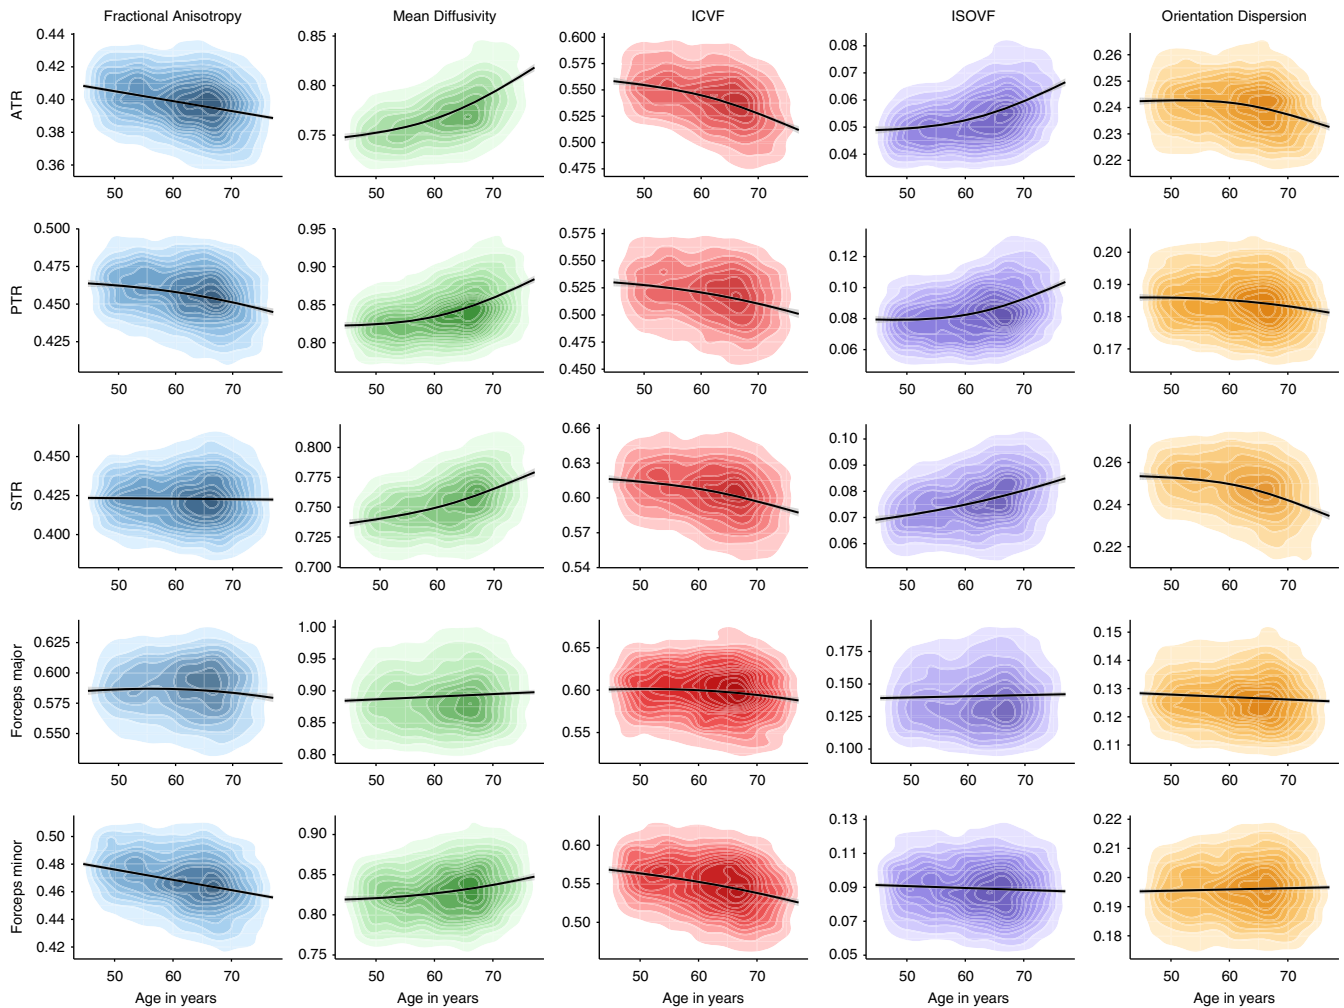 Fractional Anisotropy Mean Diffusivity ICVF ISOVF Orientation Dispersion
ATR
0.44 0.42 0.40 0.38 0.36
50 60 70
0.85 0.80 0.75
50 60 70
0.600 0.575 0.550 0.525 0.500 0.475
50 60 70
0.08 0.07 0.06 0.05 0.04
50 60 70
0.26 0.25 0.24 0.23 0.22
50 60 70
PTR
0.500 0.475 0.450 0.425
50 60 70
0.95 0.90 0.85 0.80
50 60 70
0.575 0.550 0.525 0.500 0.475 0.450
50 60 70
0.12 0.10 0.08 0.06
50 60 70
0.20 0.19 0.18 0.17
50 60 70
STR
0.450 0.425 0.400
50 60 70
0.800 0.775 0.750 0.725 0.700
50 60 70
0.66 0.63 0.60 0.57 0.54
50 60 70
0.10 0.09 0.08 0.07 0.06
50 60 70
0.26 0.24 0.22
50 60 70
Forceps major
0.625 0.600 0.575 0.550
50 60 70
1.00 0.95 0.90 0.85 0.80
50 60 70
0.65 0.60 0.55
50 60 70
0.175 0.150 0.125 0.100
50 60 70
0.15 0.14 0.13 0.12 0.11
50 60 70
Forceps minor
0.50 0.48 0.46 0.44 0.42
50 60 70
Age in years
0.90 0.85 0.80 0.75
50 60 70
Age in years
0.60 0.55 0.50
50 60 70
Age in years
0.13 0.11 0.09 0.07 0.05
50 60 70
Age in years
0.22 0.21 0.20 0.19 0.18
50 60 70
Age in years